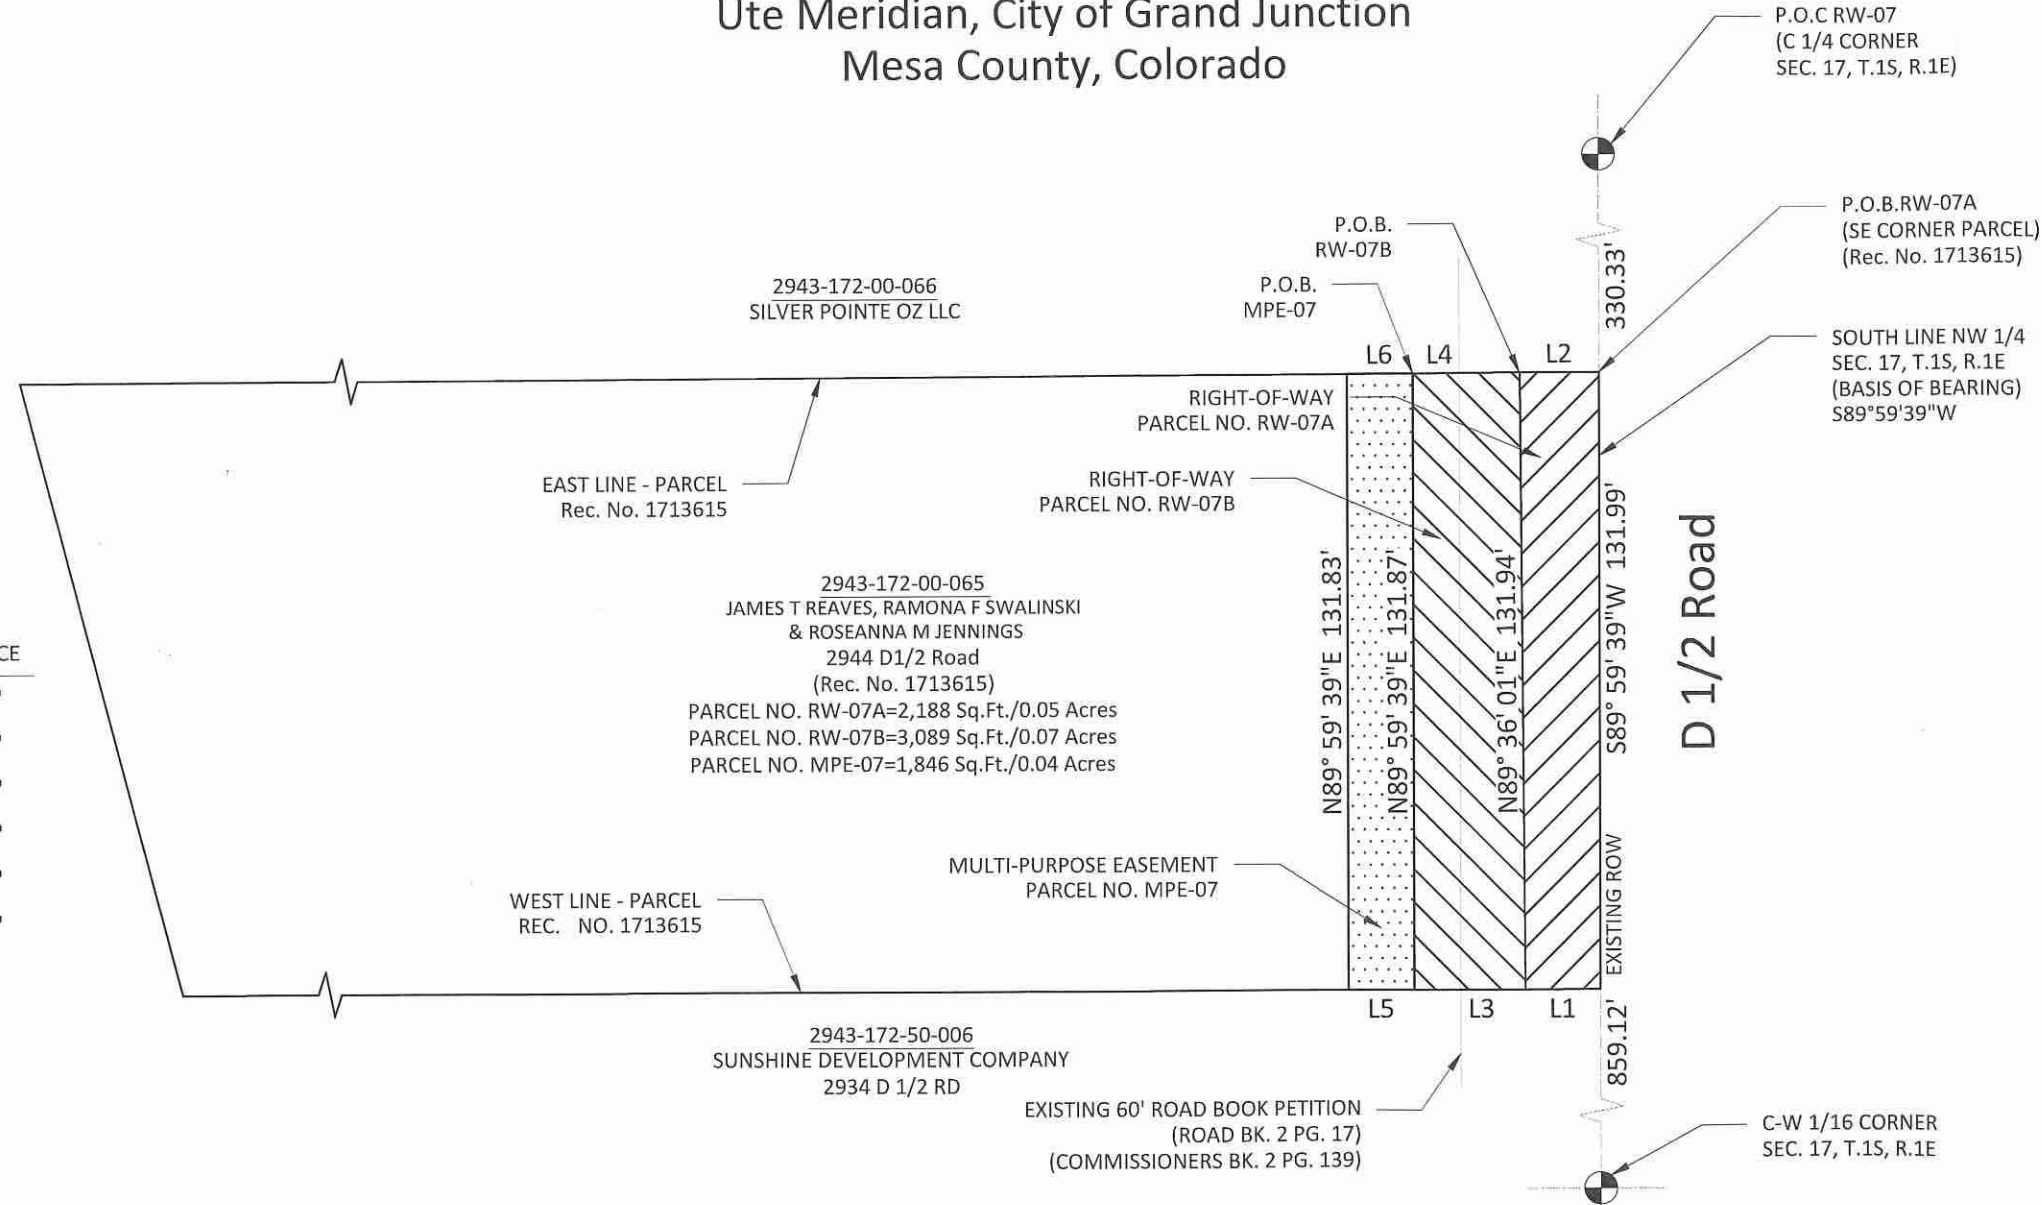 Ute Meridian, City of Grand Junction
Mesa County, Colorado
P.O.C RW-07
(C 1/4 CORNER
SEC. 17, T.1S, R.1E)
P.O.B.RW-07A
(SE CORNER PARCEL)
(Rec. No. 1713615)
P.O.B.
RW-07B
P.O.B.
MPE-07
330.33'
2943-172-00-066
SILVER POINTE OZ LLC
SOUTH LINE NW 1/4
SEC. 17, T.1S, R.1E
(BASIS OF BEARING)
S89°59'39"W
L6
L4
L2
RIGHT-OF-WAY
PARCEL NO. RW-07A
EAST LINE - PARCEL
Rec. No. 1713615
RIGHT-OF-WAY
PARCEL NO. RW-07B
2943-172-00-065
JAMES T REAVES, RAMONA F SWALINSKI
& ROSEANNA M JENNINGS
2944 D1/2 Road
(Rec. No. 1713615)
PARCEL NO. RW-07A=2,188 Sq.Ft./0.05 Acres
PARCEL NO. RW-07B=3,089 Sq.Ft./0.07 Acres
PARCEL NO. MPE-07=1,846 Sq.Ft./0.04 Acres
N89° 59' 39"E 131.83'
N89° 59' 39"E 131.87'
N89° 36' 01"E 131.94'
S89° 59' 39"W 131.99'
D 1/2 Road
CE
MULTI-PURPOSE EASEMENT
PARCEL NO. MPE-07
EXISTING ROW
WEST LINE - PARCEL
REC. NO. 1713615
L5
L3
L1
859.12'
2943-172-50-006
SUNSHINE DEVELOPMENT COMPANY
2934 D 1/2 RD
EXISTING 60' ROAD BOOK PETITION
(ROAD BK. 2 PG. 17)
(COMMISSIONERS BK. 2 PG. 139)
C-W 1/16 CORNER
SEC. 17, T.1S, R.1E